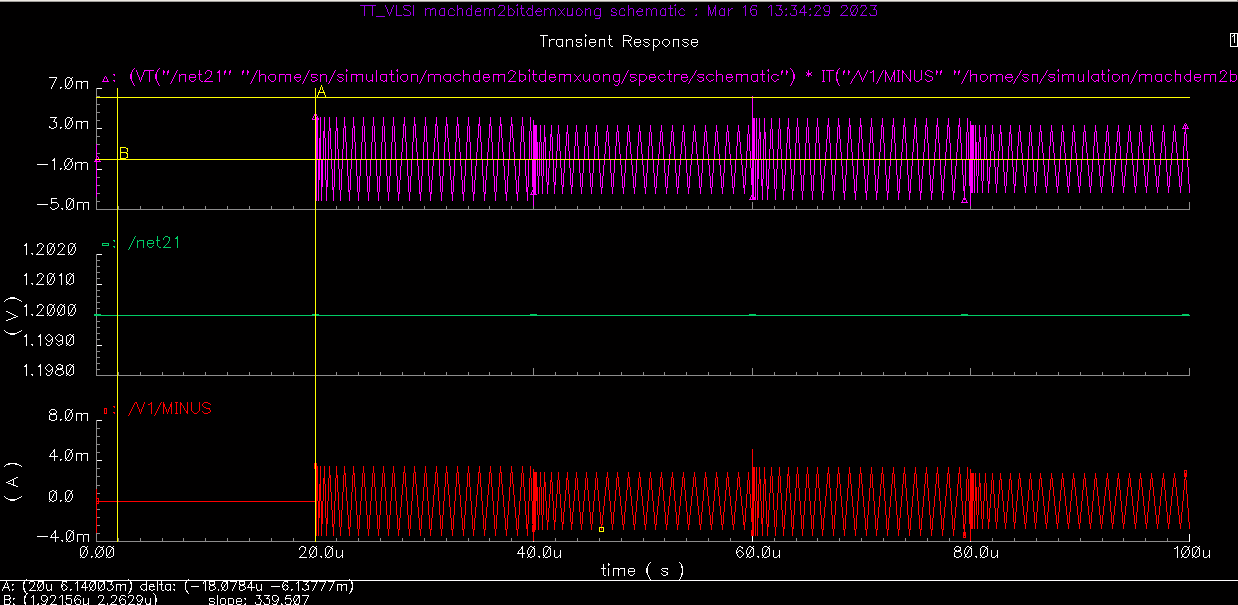 TT_VLSI machdem2bitdemxuong schematic : Mar 16 13:34:29 2023
Transient Response
1
7.0m
△: (VT("/net21" "/home/sn/simulation/machdem2bitdemxuong/spectre/schematic") * IT("/V1/MINUS" "/home/sn/simulation/machdem2b
A
3.0m
B
-1.0m
-5.0m
/net21
1.2020
1.2010
1.2000
(V)
1.1990
1.1980
/V1/MINUS
8.0m
4.0m
(A)
0.0
-4.0m
0.00 20.0u 40.0u 60.0u 80.0u 100u
time ( s )
A: (20u 6.14003m) delta: (-18.0784u -6.13777m)
B: (1.92156u 2.2629u) slope: 339.507